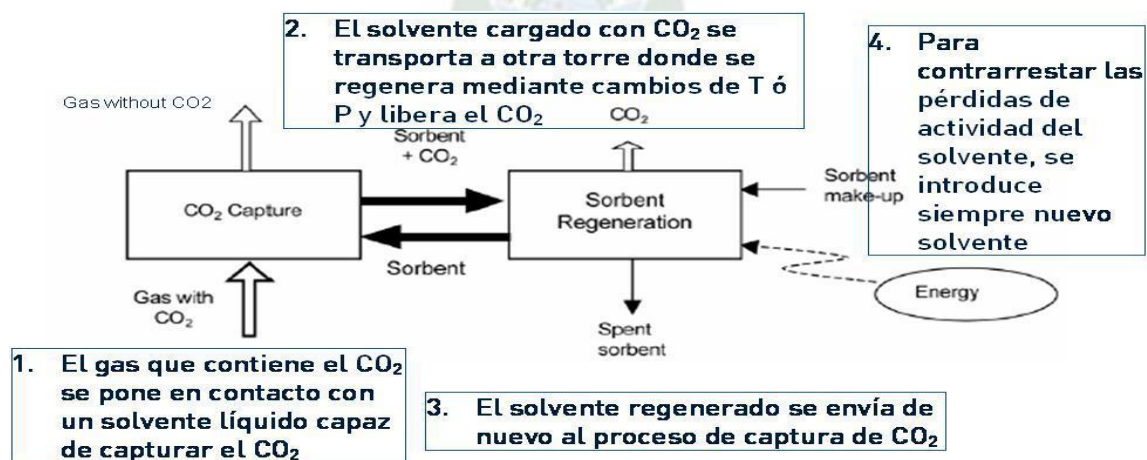 2. El solvente cargado con CO₂ se
transporta a otra torre donde se
regenera mediante cambios de T ó
P y libera el CO₂
4. Para
contrarrestar las
pérdidas de
actividad del
solvente, se
introduce
siempre nuevo
solvente
Gas without CO2
Sorbent
+ CO₂
CO₂
CO₂ Capture
Sorbent
Regeneration
Sorbent
make-up
Sorbent
Gas with
CO₂
Energy
Spent
sorbent
1. El gas que contiene el CO₂
se pone en contacto con
un solvente líquido capaz
de capturar el CO₂
3. El solvente regenerado se envía de
nuevo al proceso de captura de CO₂